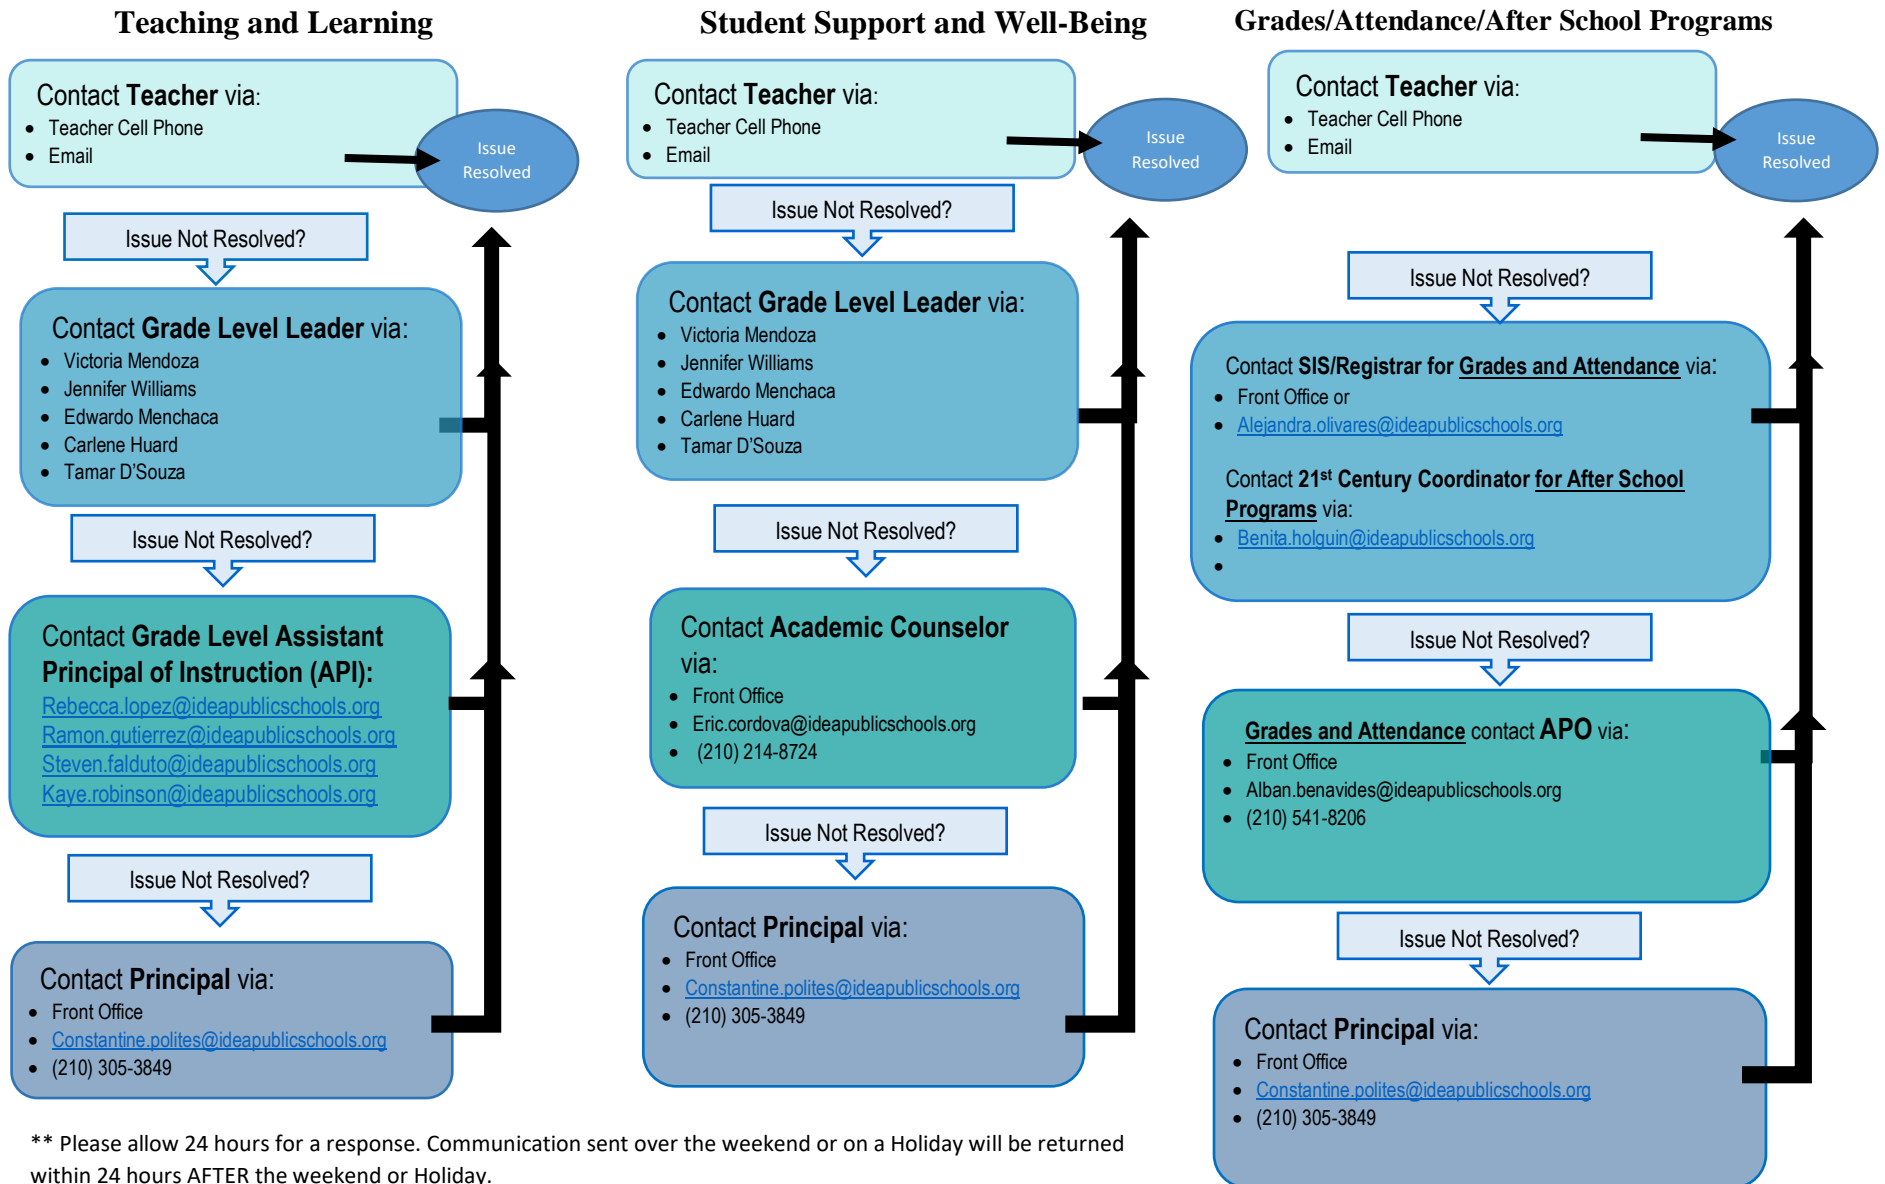 Teaching and Learning
Contact Teacher via:
• Teacher Cell Phone
• Email
Issue
Resolved
Issue Not Resolved?
Contact Grade Level Leader via:
• Victoria Mendoza
• Jennifer Williams
• Edwardo Menchaca
• Carlene Huard
• Tamar D'Souza
Issue Not Resolved?
Contact Grade Level Assistant
Principal of Instruction (API):
Rebecca.lopez@ideapublicschools.org
Ramon.gutierrez@ideapublicschools.org
Steven.falduto@ideapublicschools.org
Kaye.robinson@ideapublicschools.org
Issue Not Resolved?
Contact Principal via:
• Front Office
• Constantine.polites@ideapublicschools.org
• (210) 305-3849
Student Support and Well-Being
Contact Teacher via:
• Teacher Cell Phone
• Email
Issue
Resolved
Issue Not Resolved?
Contact Grade Level Leader via:
• Victoria Mendoza
• Jennifer Williams
• Edwardo Menchaca
• Carlene Huard
• Tamar D'Souza
Issue Not Resolved?
Contact Academic Counselor
via:
• Front Office
• Eric.cordova@ideapublicschools.org
• (210) 214-8724
Issue Not Resolved?
Contact Principal via:
• Front Office
• Constantine.polites@ideapublicschools.org
• (210) 305-3849
Grades/Attendance/After School Programs
Contact Teacher via:
• Teacher Cell Phone
• Email
Issue
Resolved
Issue Not Resolved?
Contact SIS/Registrar for Grades and Attendance via:
• Front Office or
• Alejandra.olivares@ideapublicschools.org
Contact 21st Century Coordinator for After School
Programs via:
• Benita.holguin@ideapublicschools.org
•
Issue Not Resolved?
Grades and Attendance contact APO via:
• Front Office
• Alban.benavides@ideapublicschools.org
• (210) 541-8206
Issue Not Resolved?
Contact Principal via:
• Front Office
• Constantine.polites@ideapublicschools.org
• (210) 305-3849
** Please allow 24 hours for a response. Communication sent over the weekend or on a Holiday will be returned
within 24 hours AFTER the weekend or Holiday.